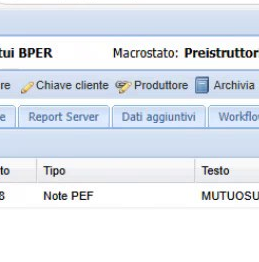 tui BPER Macrostato: Preistruttor
re Chiave cliente Produttore Archivia
e Report Server Dati aggiuntivi Workflo
to Tipo Testo
8 Note PEF MUTUOSU